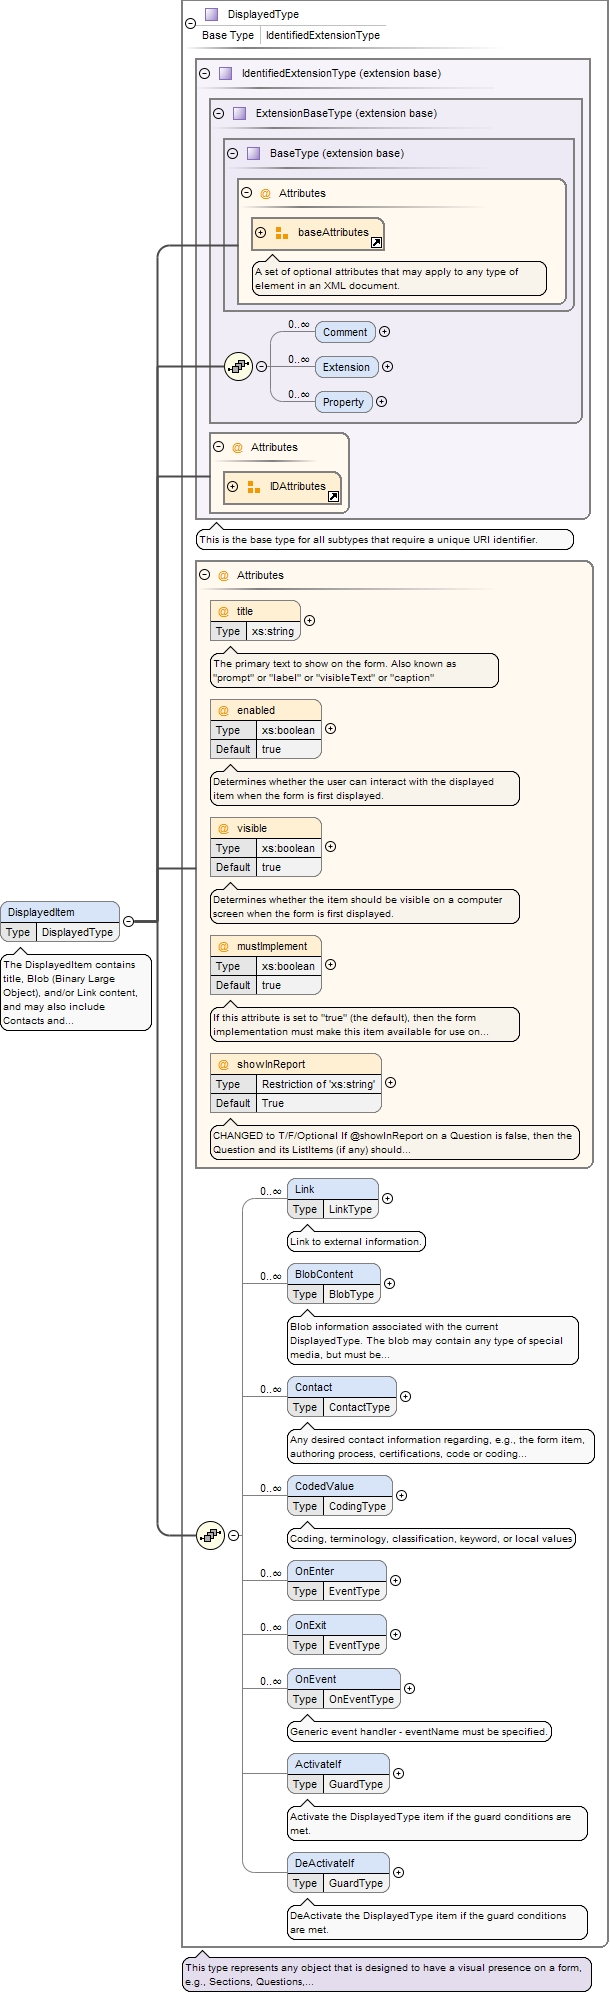 DisplayedType
Base Type IdentifiedExtensionType
IdentifiedExtensionType (extension base)
ExtensionBaseType (extension base)
BaseType (extension base)
@ Attributes
baseAttributes
A set of optional attributes that may apply to any type of
element in an XML document.
0..∞ Comment
0..∞ Extension
0..∞ Property
@ Attributes
IDAttributes
This is the base type for all subtypes that require a unique URI identifier.
@ Attributes
@ title
Type xs:string
The primary text to show on the form. Also known as
"prompt" or "label" or "visibleText" or "caption"
@ enabled
Type xs:boolean
Default true
Determines whether the user can interact with the displayed
item when the form is first displayed.
@ visible
Type xs:boolean
Default true
Determines whether the item should be visible on a computer
screen when the form is first displayed.
DisplayedItem
Type DisplayedType
The DisplayedItem contains
title, Blob (Binary Large
Object), and/or Link content,
and may also include
Contacts and...
@ mustImplement
Type xs:boolean
Default true
If this attribute is set to "true" (the default), then the form
implementation must make this item available for use on...
@ showInReport
Type Restriction of 'xs:string'
Default True
CHANGED to T/F/Optional If @showInReport on a Question is false, then the
Question and its ListItems (if any) should...
0..∞ Link
Type LinkType
Link to external information.
0..∞ BlobContent
Type BlobType
Blob information associated with the current
DisplayedType. The blob may contain any type of special
media, but must be...
0..∞ Contact
Type ContactType
Any desired contact information regarding, e.g., the form item,
authoring process, certifications, code or coding...
0..∞ CodedValue
Type CodingType
Coding, terminology, classification, keyword, or local values
0..∞ OnEnter
Type EventType
0..∞ OnExit
Type EventType
0..∞ OnEvent
Type OnEventType
Generic event handler - eventName must be specified.
ActivateIf
Type GuardType
Activate the DisplayedType item if the guard conditions are
met.
DeActivateIf
Type GuardType
DeActivate the DisplayedType item if the guard conditions
are met.
This type represents any object that is designed to have a visual presence on a form,
e.g., Sections, Questions,...